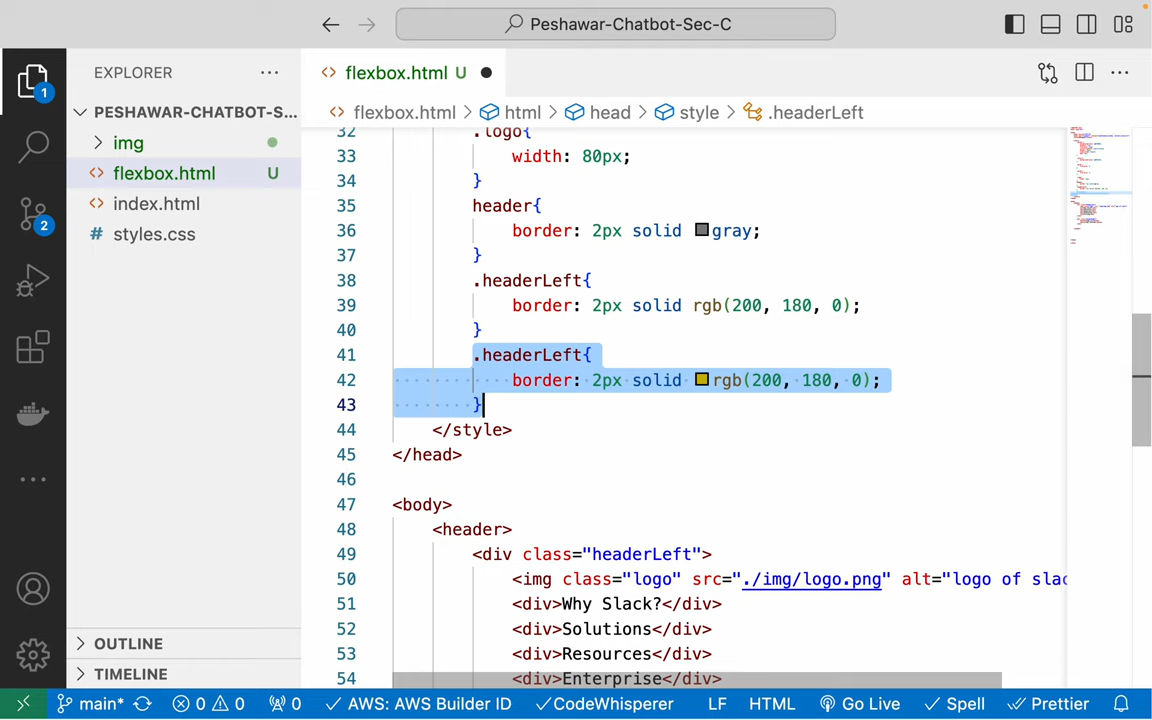 Peshawar-Chatbot-Sec-C
EXPLORER
PESHAWAR-CHATBOT-S...
img
flexbox.html U
index.html
# styles.css
OUTLINE
TIMELINE
1
2
flexbox.html U
flexbox.html > html > head > style > .headerLeft
32 .logo{
33 width: 80px;
34 }
35 header{
36 border: 2px solid gray;
37 }
38 .headerLeft{
39 border: 2px solid rgb(200, 180, 0);
40 }
41 .headerLeft{
42 border: 2px solid rgb(200, 180, 0);
43 }
44 </style>
45 </head>
46
47 <body>
48 <header>
49 <div class="headerLeft">
50 <img class="logo" src="./img/logo.png" alt="logo of slac
51 <div>Why Slack?</div>
52 <div>Solutions</div>
53 <div>Resources</div>
54 <div>Enterprise</div>
main* 0 0 0 AWS: AWS Builder ID CodeWhisperer LF HTML Go Live Spell Prettier